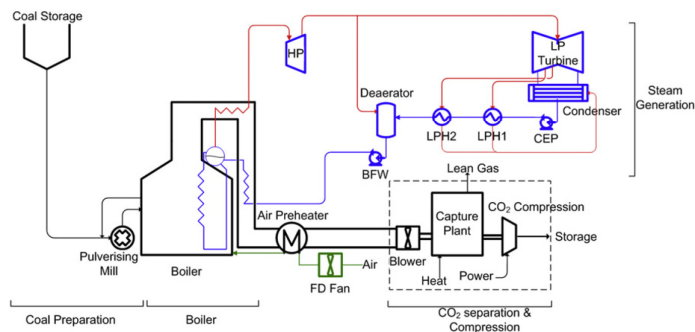 Coal Storage
HP
LP
Turbine
Deaerator
Condenser
Steam
Generation
LPH2
LPH1
CEP
BFW
Lean Gas
Air Preheater
CO₂ Compression
Capture
Plant
M
Storage
Pulverising
Mill
Boiler
Air
Blower
FD Fan
Heat
Power
Coal Preparation
Boiler
CO₂ separation &
Compression